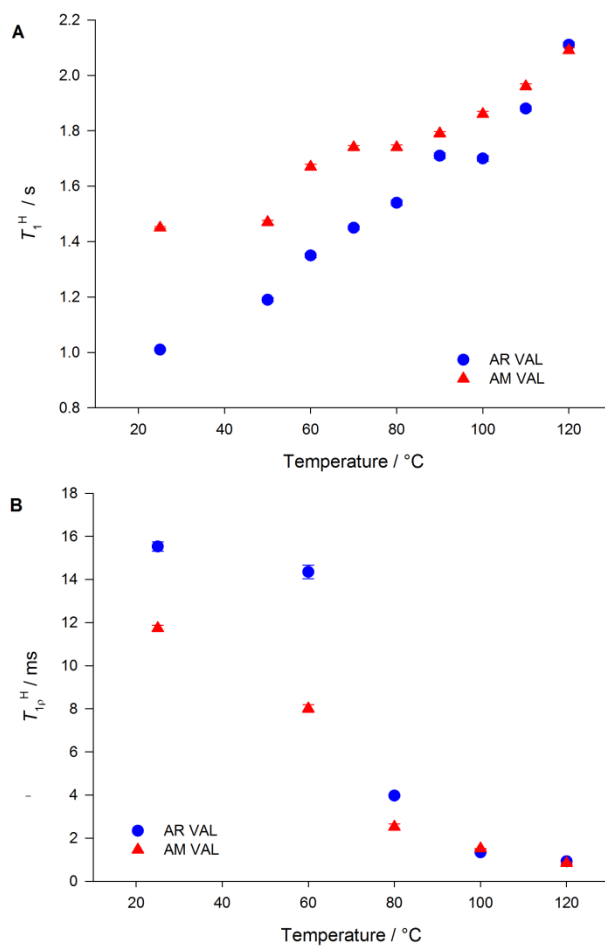 A
2.2
2.0
1.8
1.6
1.4
1.2
1.0
0.8
T₁ᴴ / s
AR VAL
AM VAL
20 40 60 80 100 120
Temperature / °C
B
18
16
14
12
10
8
6
4
2
0
T₁ρᴴ / ms
AR VAL
AM VAL
20 40 60 80 100 120
Temperature / °C